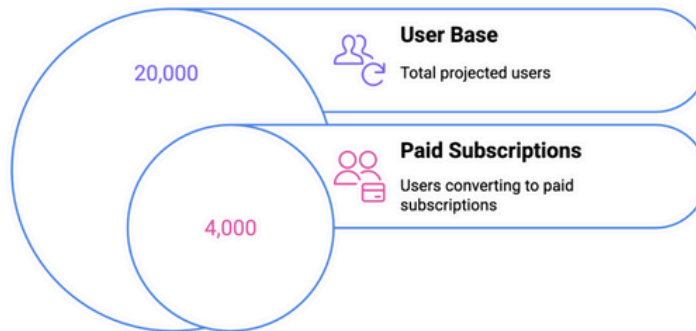 20,000
User Base
Total projected users
4,000
Paid Subscriptions
Users converting to paid
subscriptions